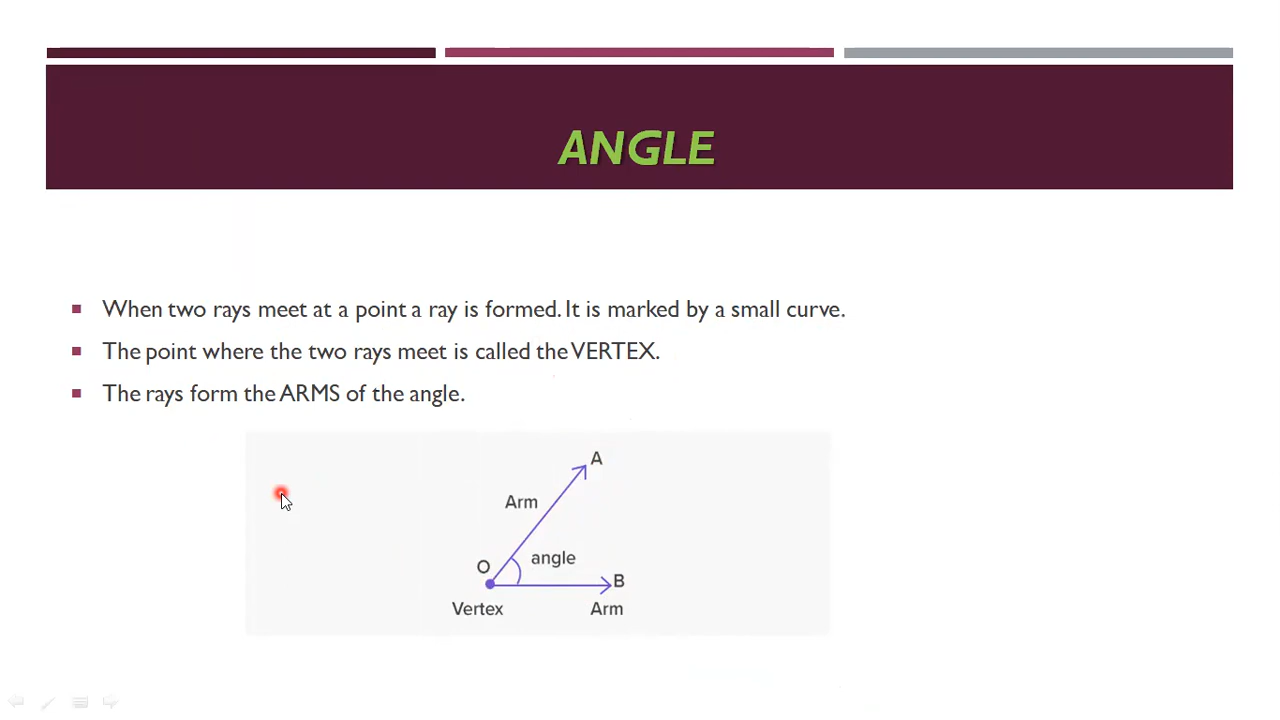 ANGLE
When two rays meet at a point a ray is formed. It is marked by a small curve.
The point where the two rays meet is called the VERTEX.
The rays form the ARMS of the angle.
A
Arm
angle
O
B
Vertex
Arm